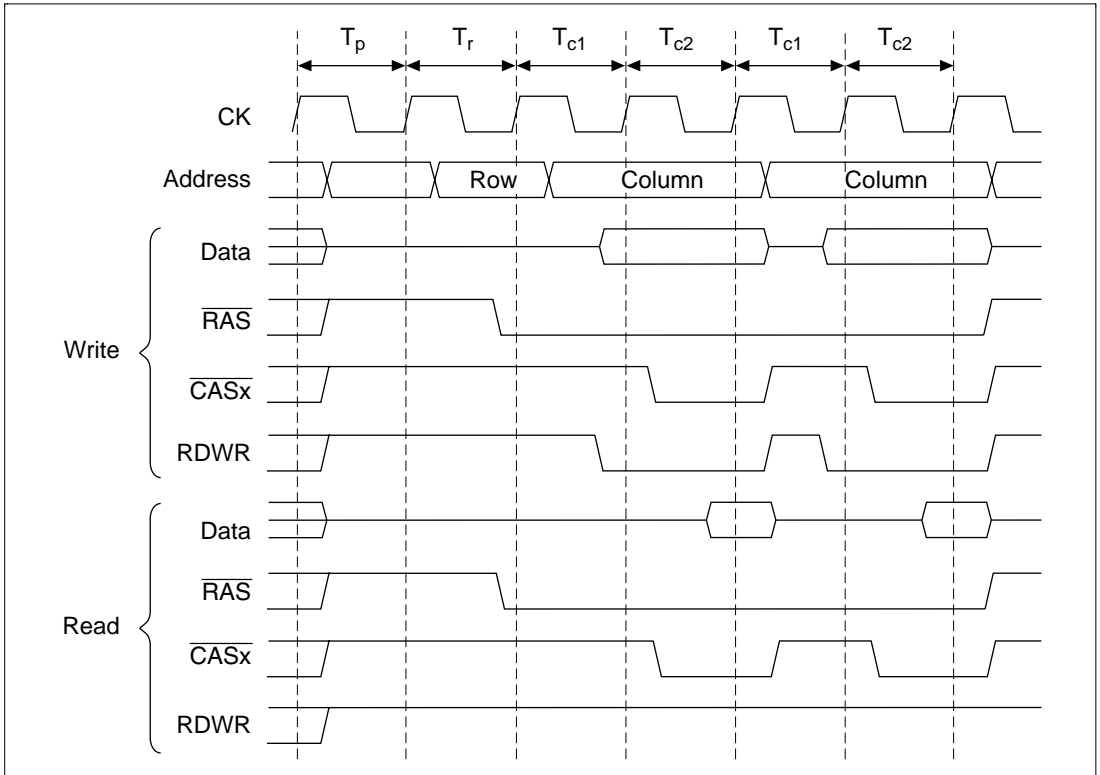 Tp Tr Tc1 Tc2 Tc1 Tc2
CK
Address Row Column Column
Data
RAS
Write
CASx
RDWR
Data
RAS
Read
CASx
RDWR